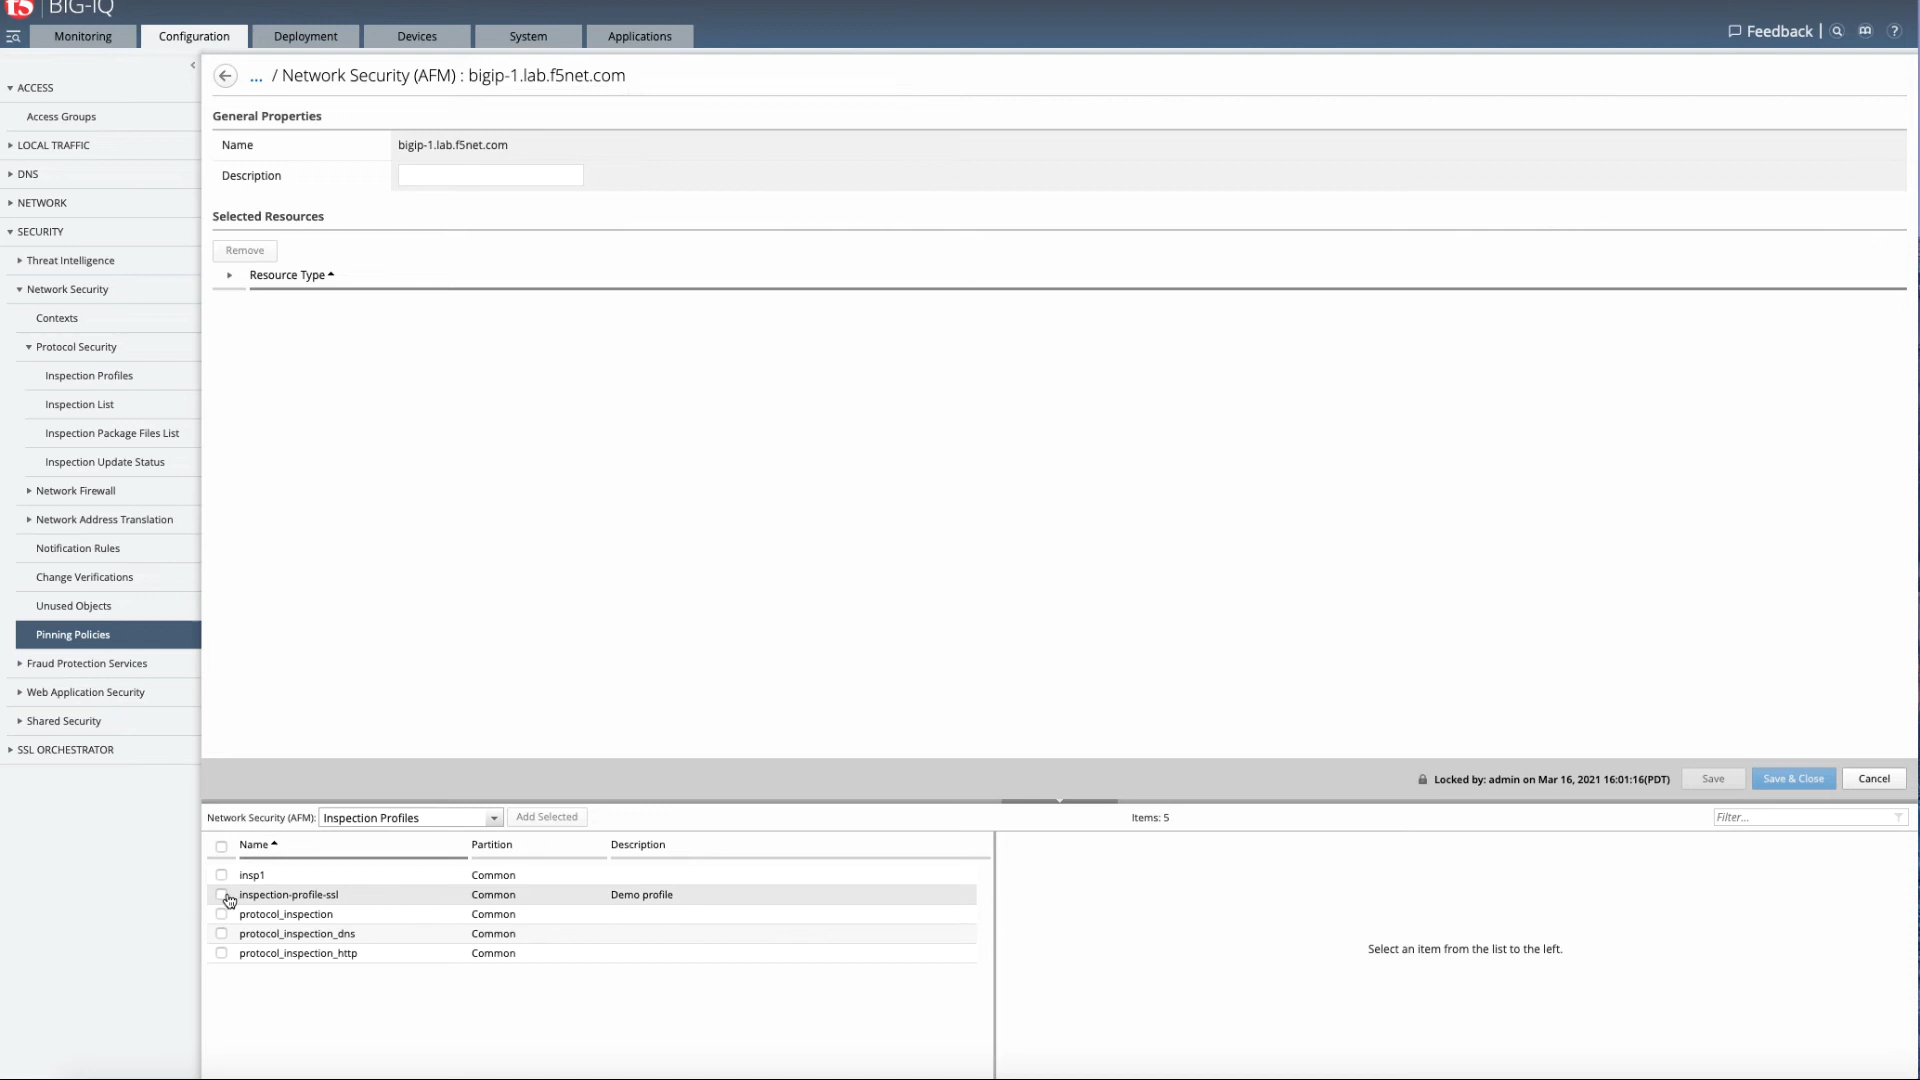 f5 BIG-IQ
Monitoring Configuration Deployment Devices System Applications Feedback ?
... / Network Security (AFM) : bigip-1.lab.f5net.com
ACCESS
Access Groups
LOCAL TRAFFIC
DNS
NETWORK
SECURITY
Threat Intelligence
Network Security
Contexts
Protocol Security
Inspection Profiles
Inspection List
Inspection Package Files List
Inspection Update Status
Network Firewall
Network Address Translation
Notification Rules
Change Verifications
Unused Objects
Pinning Policies
Fraud Protection Services
Web Application Security
Shared Security
SSL ORCHESTRATOR
General Properties
Name bigip-1.lab.f5net.com
Description
Selected Resources
Remove
Resource Type
Locked by: admin on Mar 16, 2021 16:01:16(PDT) Save Save & Close Cancel
Network Security (AFM): Inspection Profiles Add Selected Items: 5 Filter...
Name Partition Description
insp1 Common
inspection-profile-ssl Common Demo profile
protocol_inspection Common
protocol_inspection_dns Common
protocol_inspection_http Common
Select an item from the list to the left.